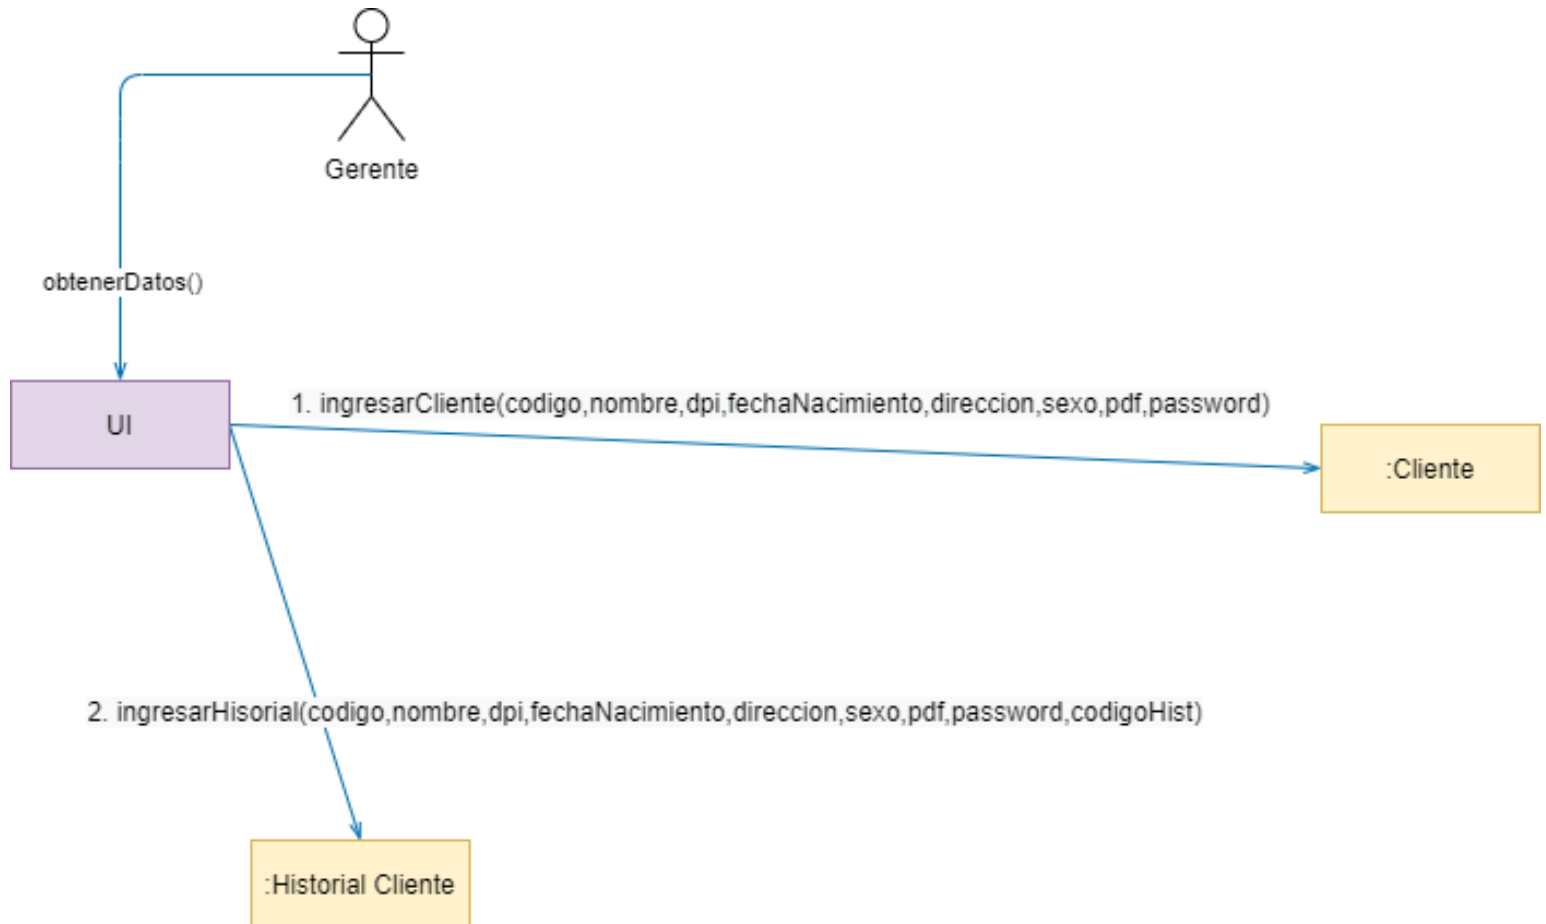 Gerente
obtenerDatos()
UI
1. ingresarCliente(codigo,nombre,dpi,fechaNacimiento,direccion,sexo,pdf,password)
:Cliente
2. ingresarHisorial(codigo,nombre,dpi,fechaNacimiento,direccion,sexo,pdf,password,codigoHist)
:Historial Cliente